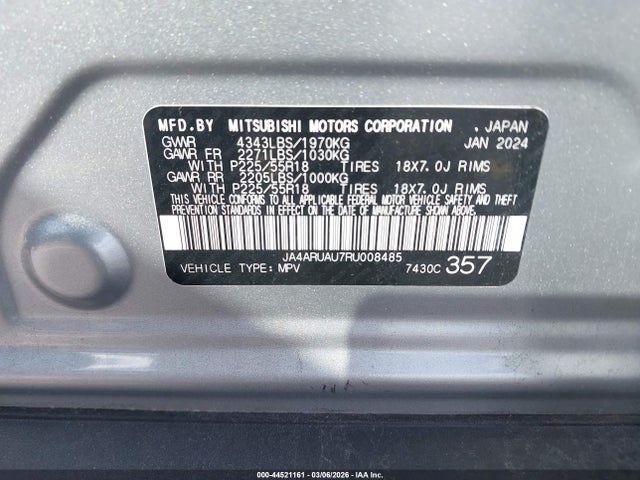 MFD.BY MITSUBISHI MOTORS CORPORATION , JAPAN
GVWR 4343LBS/1970KG JAN 2024
GAWR FR 2271LBS/1030KG
WITH P225/55R18 TIRES 18X7.0J RIMS
GAWR RR 2205LBS/1000KG
WITH P225/55R18 TIRES 18X7.0J RIMS
THIS VEHICLE CONFORMS TO ALL APPLICABLE FEDERAL MOTOR VEHICLE SAFETY AND THEFT
PREVENTION STANDARDS IN EFFECT ON THE DATE OF MANUFACTURE SHOWN ABOVE.
JA4ARUAU7RU008485
VEHICLE TYPE: MPV 7430C 357
000-44521161 | 03/06/2026 | IAA Inc.